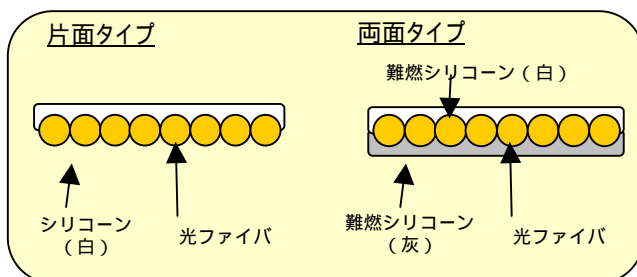 片面タイプ
両面タイプ
難燃シリコーン（白）
シリコーン
（白）
光ファイバ
難燃シリコーン
（灰）
光ファイバ